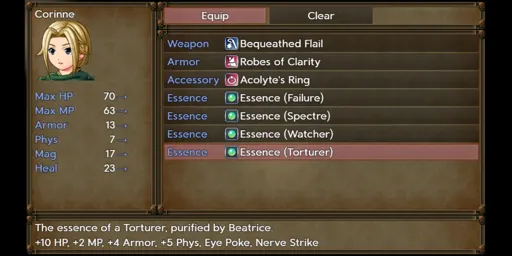 Corinne
Equip
Clear
Weapon Bequeathed Flail
Armor Robes of Clarity
Accessory Acolyte's Ring
Essence Essence (Failure)
Essence Essence (Spectre)
Essence Essence (Watcher)
Essence Essence (Torturer)
Max HP 70 →
Max MP 63 →
Armor 13 →
Phys 7 →
Mag 17 →
Heal 23 →
The essence of a Torturer, purified by Beatrice
+10 HP, +2 MP, +4 Armor, +5 Phys, Eye Poke, Nerve Strike